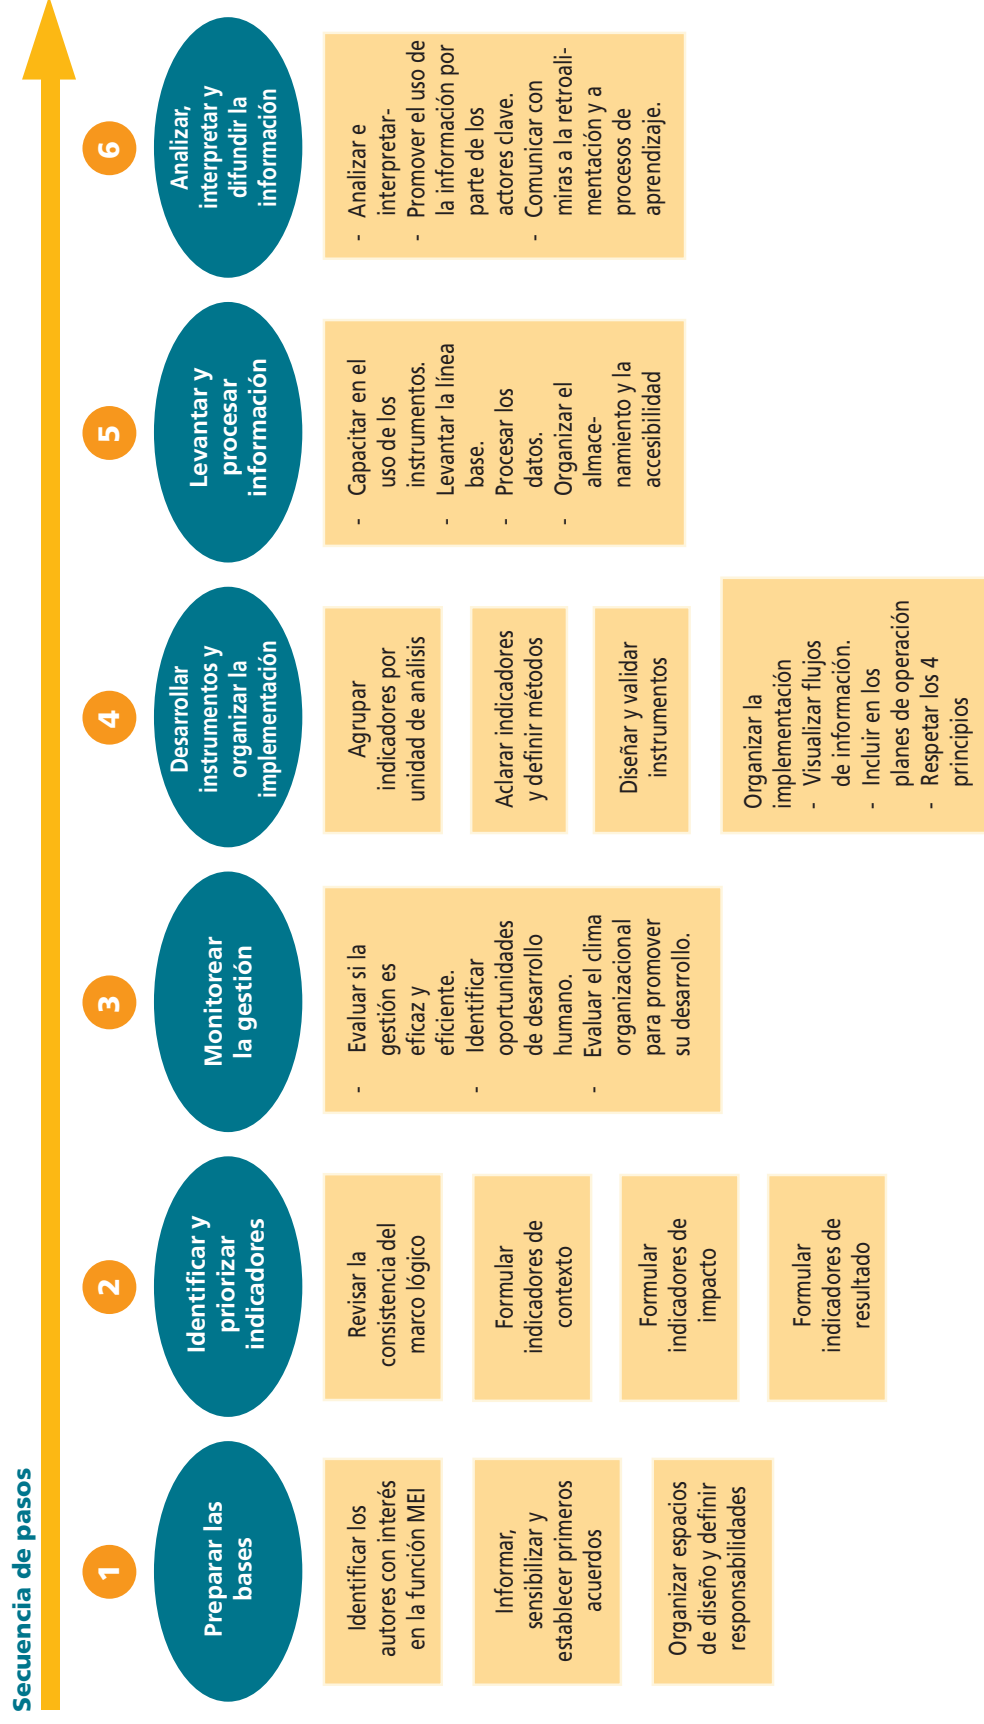 Secuencia de pasos
1
Preparar las
bases
Identificar los
autores con interés
en la función MEI
Informar,
sensibilizar y
establecer primeros
acuerdos
Organizar espacios
de diseño y definir
responsabilidades
2
Identificar y
priorizar
indicadores
Revisar la
consistencia del
marco lógico
Formular
indicadores de
contexto
Formular
indicadores de
impacto
Formular
indicadores de
resultado
3
Monitorear
la gestión
- Evaluar si la
gestión es
eficaz y
eficiente.
- Identificar
oportunidades
de desarrollo
humano.
- Evaluar el clima
organizacional
para promover
su desarrollo.
4
Desarrollar
instrumentos y
organizar la
implementación
Agrupar
indicadores por
unidad de análisis
Aclarar indicadores
y definir métodos
Diseñar y validar
instrumentos
Organizar la
implementación
- Visualizar flujos
de información.
- Incluir en los
planes de operación
- Respetar los 4
principios
5
Levantar y
procesar
información
- Capacitar en el
uso de los
instrumentos.
- Levantar la línea
base.
- Procesar los
datos.
- Organizar el
almace-
namiento y la
accesibilidad
6
Analizar,
interpretar y
difundir la
información
- Analizar e
interpretar-
- Promover el uso de
la información por
parte de los
actores clave.
- Comunicar con
miras a la retroali-
mentación y a
procesos de
aprendizaje.